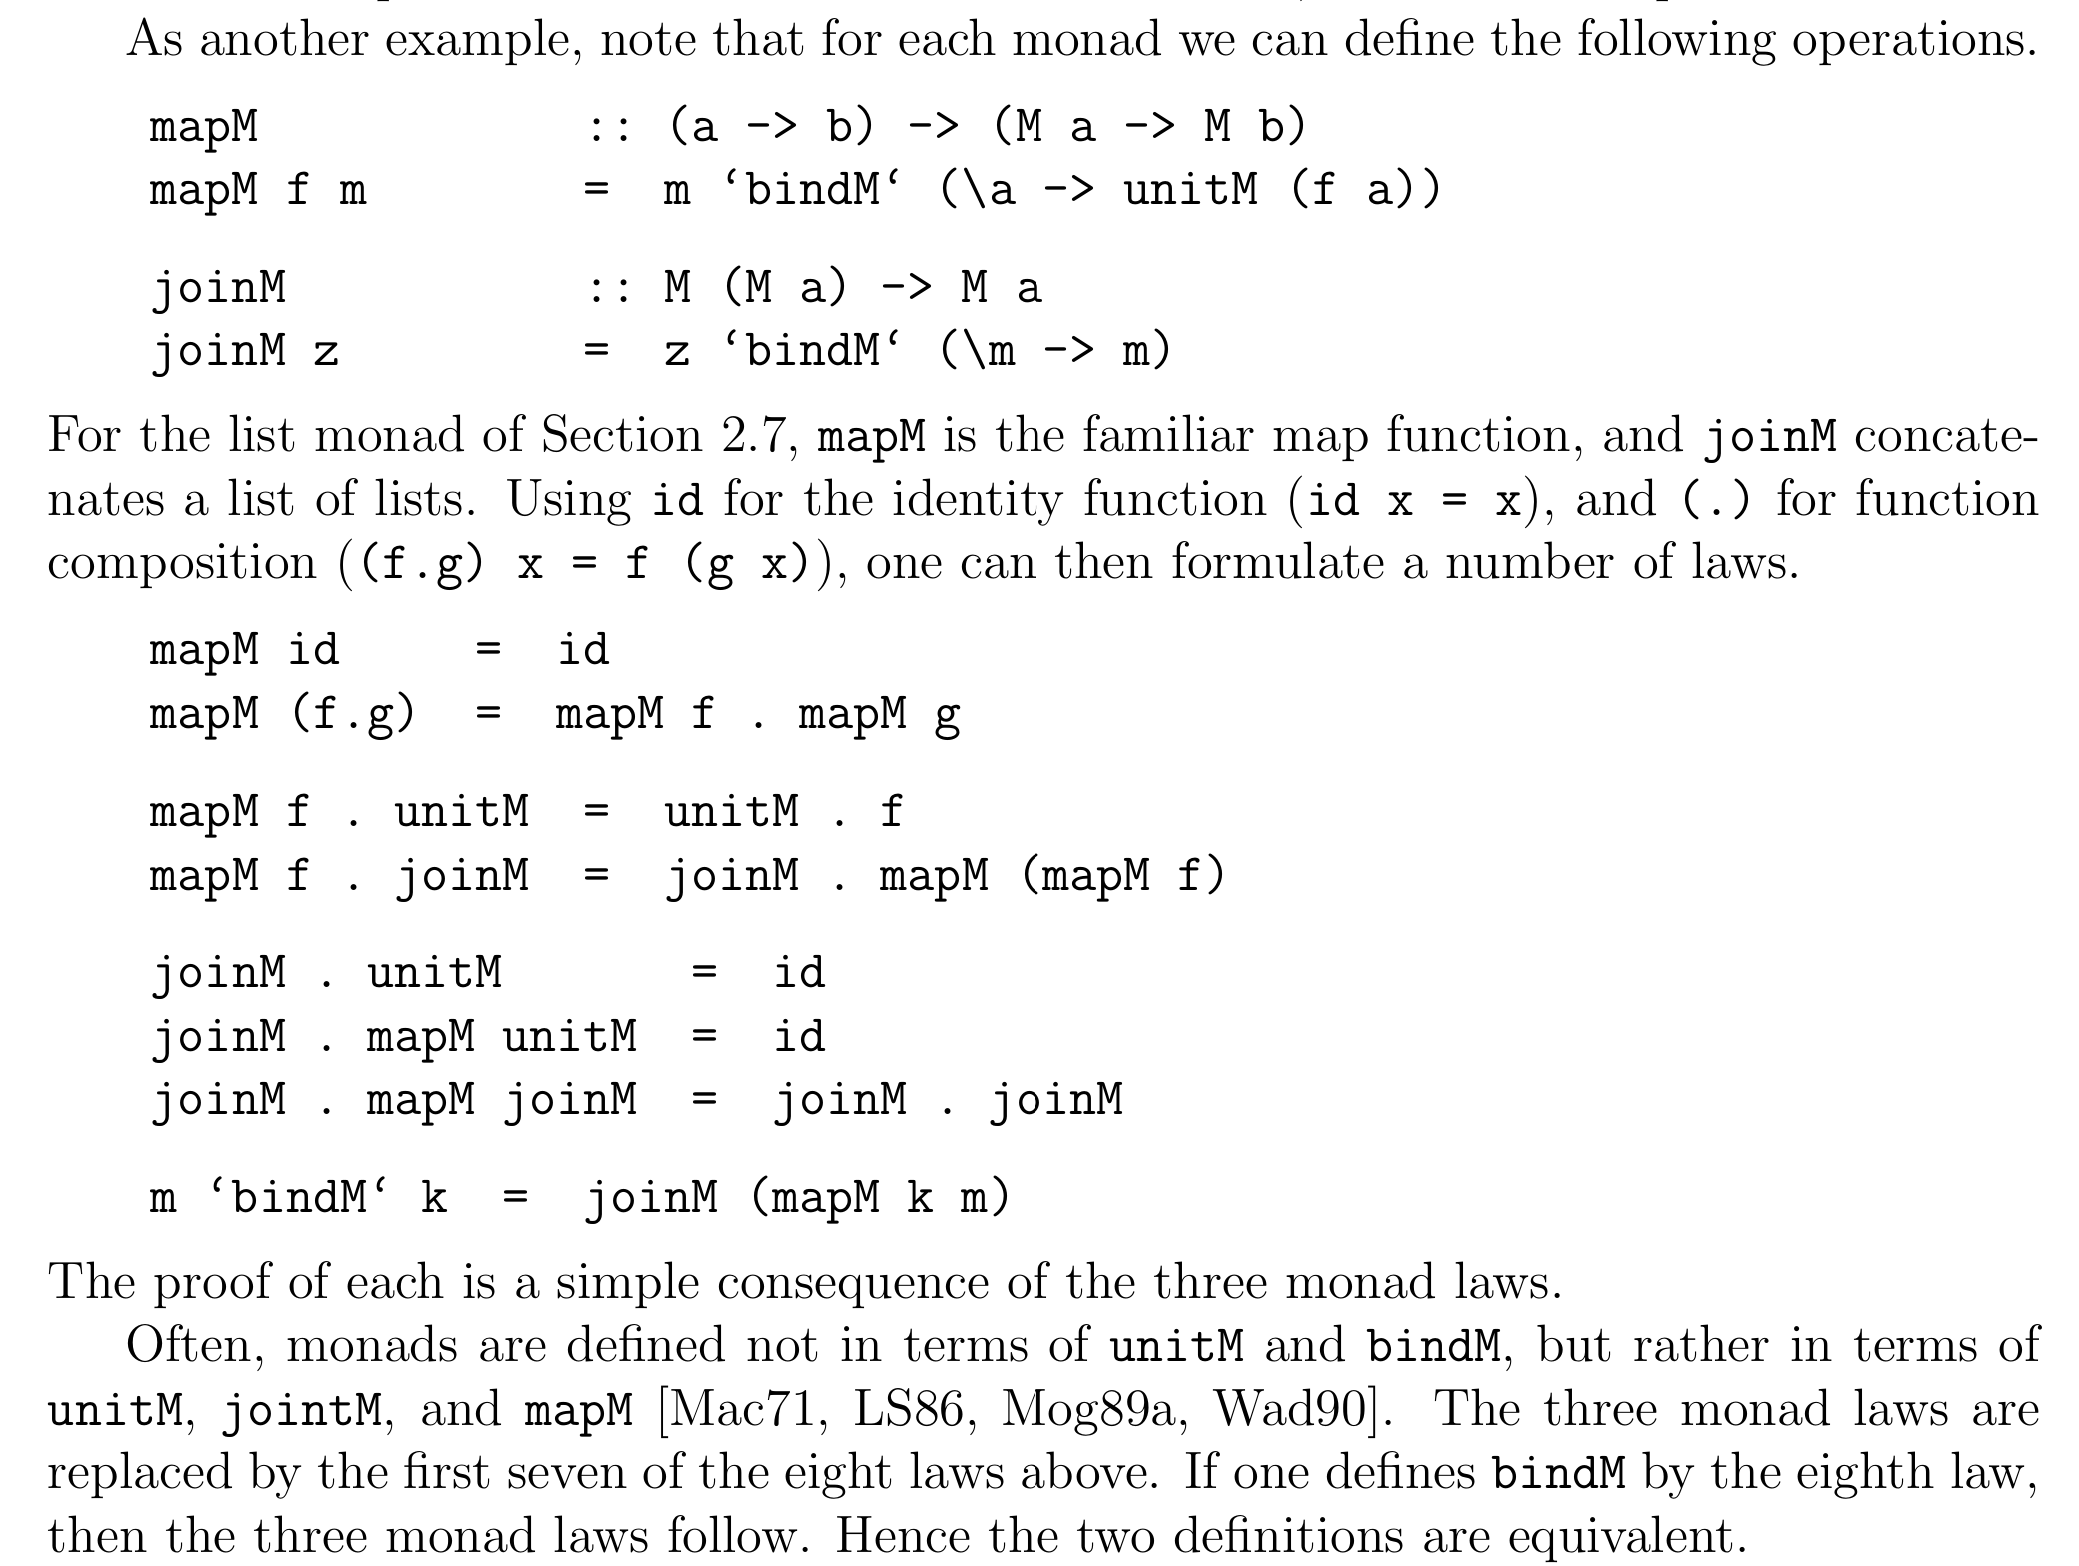 As another example, note that for each monad we can define the following operations.
mapM :: (a -> b) -> (M a -> M b)
mapM f m = m ‘bindM‘ (\a -> unitM (f a))
joinM :: M (M a) -> M a
joinM z = z ‘bindM‘ (\m -> m)
For the list monad of Section 2.7, mapM is the familiar map function, and joinM concate-
nates a list of lists. Using id for the identity function (id x = x), and (.) for function
composition ((f.g) x = f (g x)), one can then formulate a number of laws.
mapM id = id
mapM (f.g) = mapM f . mapM g
mapM f . unitM = unitM . f
mapM f . joinM = joinM . mapM (mapM f)
joinM . unitM = id
joinM . mapM unitM = id
joinM . mapM joinM = joinM . joinM
m ‘bindM‘ k = joinM (mapM k m)
The proof of each is a simple consequence of the three monad laws.
Often, monads are defined not in terms of unitM and bindM, but rather in terms of
unitM, jointM, and mapM [Mac71, LS86, Mog89a, Wad90]. The three monad laws are
replaced by the first seven of the eight laws above. If one defines bindM by the eighth law,
then the three monad laws follow. Hence the two definitions are equivalent.